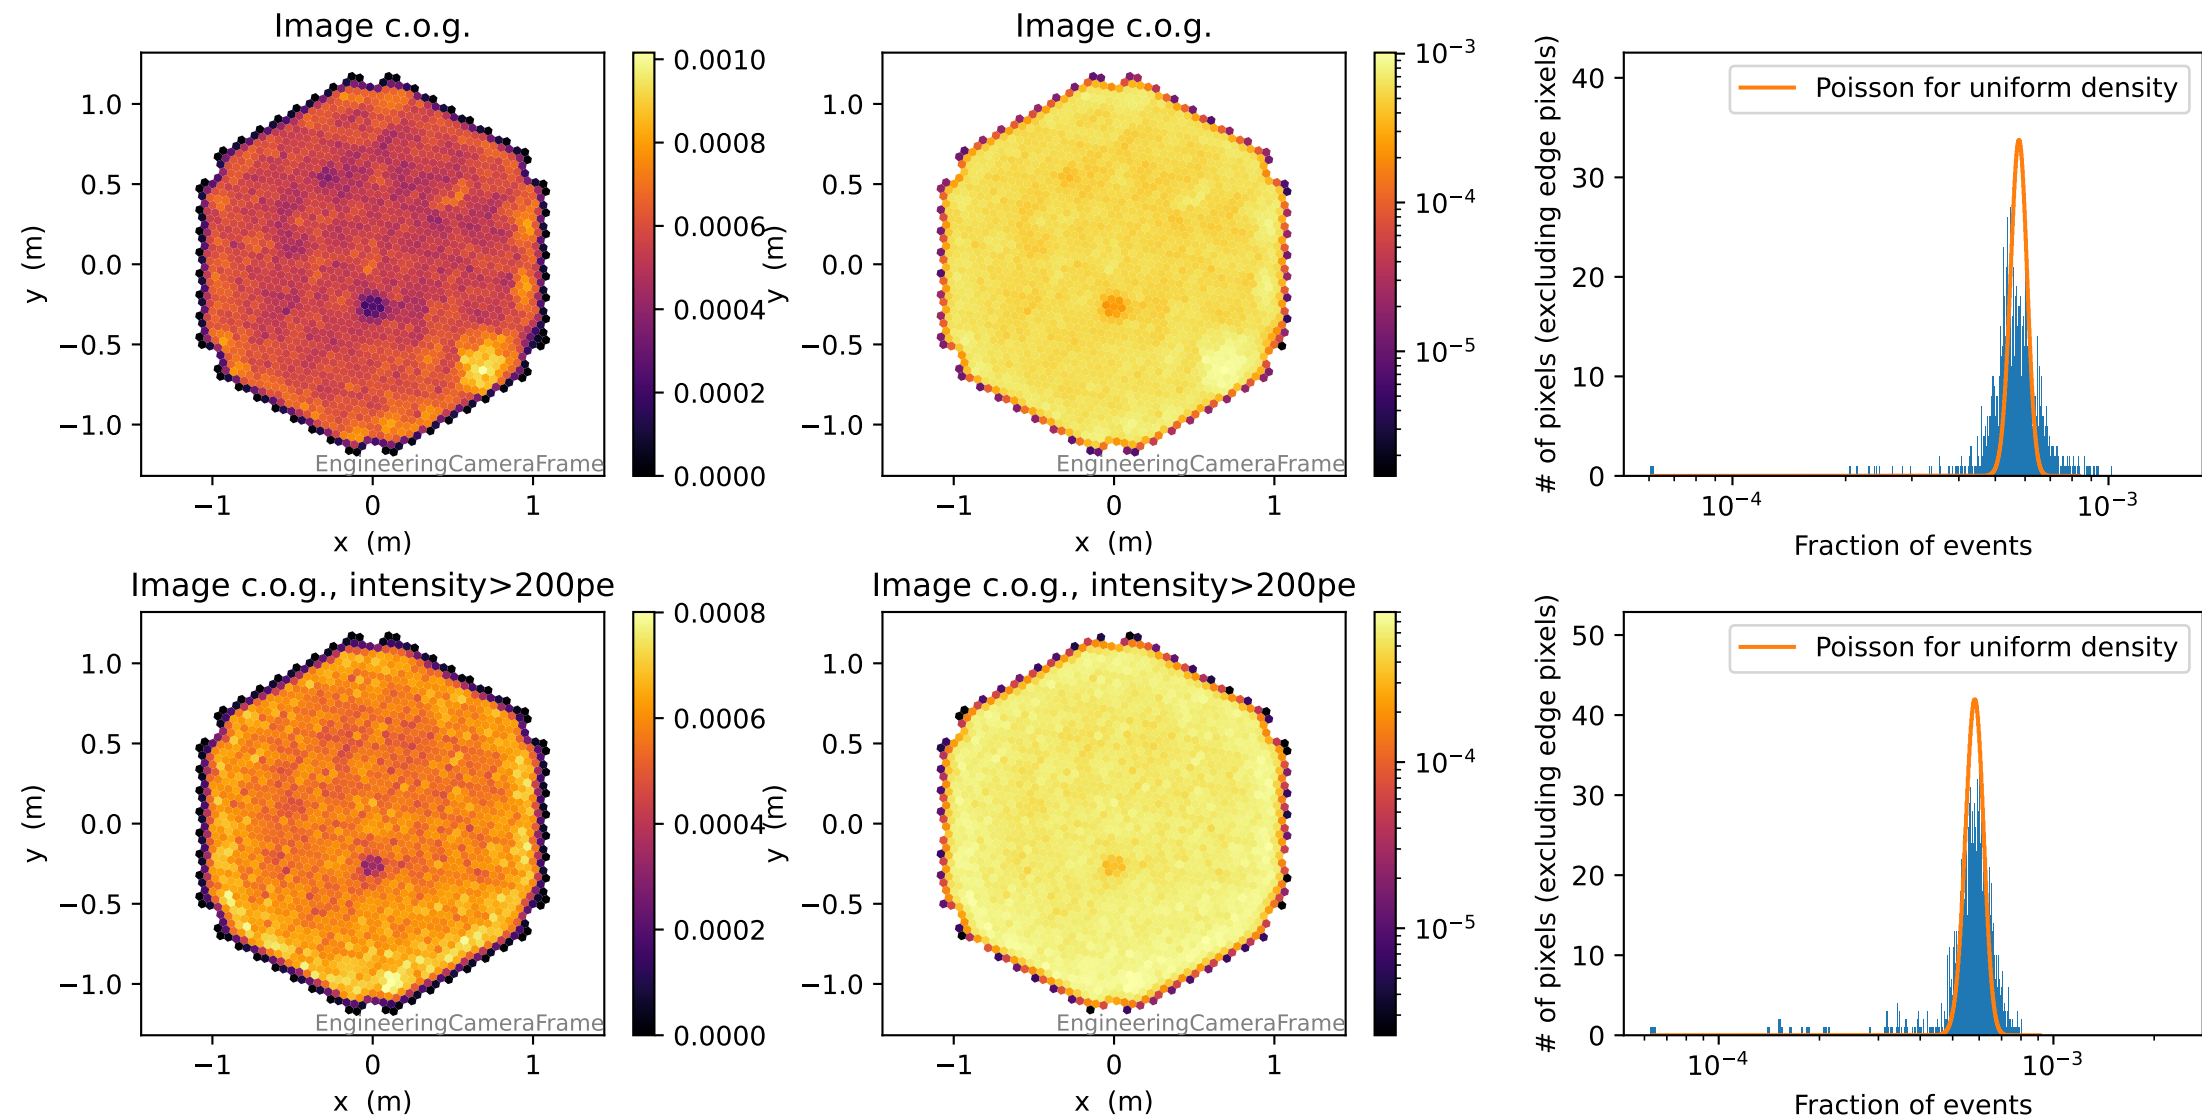 Image c.o.g.
1.0
0.5
0.0
−0.5
−1.0
y (m)
−1
0
1
x (m)
EngineeringCameraFrame
0.0010
0.0008
0.0006
0.0004
0.0002
0.0000
Image c.o.g.
1.0
0.5
0.0
−0.5
−1.0
y (m)
−1
0
1
x (m)
EngineeringCameraFrame
10⁻³
10⁻⁴
10⁻⁵
# of pixels (excluding edge pixels)
40
30
20
10
0
Poisson for uniform density
10⁻⁴
10⁻³
Fraction of events
Image c.o.g., intensity>200pe
1.0
0.5
0.0
−0.5
−1.0
y (m)
−1
0
1
x (m)
EngineeringCameraFrame
0.0008
0.0006
0.0004
0.0002
0.0000
Image c.o.g., intensity>200pe
1.0
0.5
0.0
−0.5
−1.0
y (m)
−1
0
1
x (m)
EngineeringCameraFrame
10⁻⁴
10⁻⁵
# of pixels (excluding edge pixels)
50
40
30
20
10
0
Poisson for uniform density
10⁻⁴
10⁻³
Fraction of events